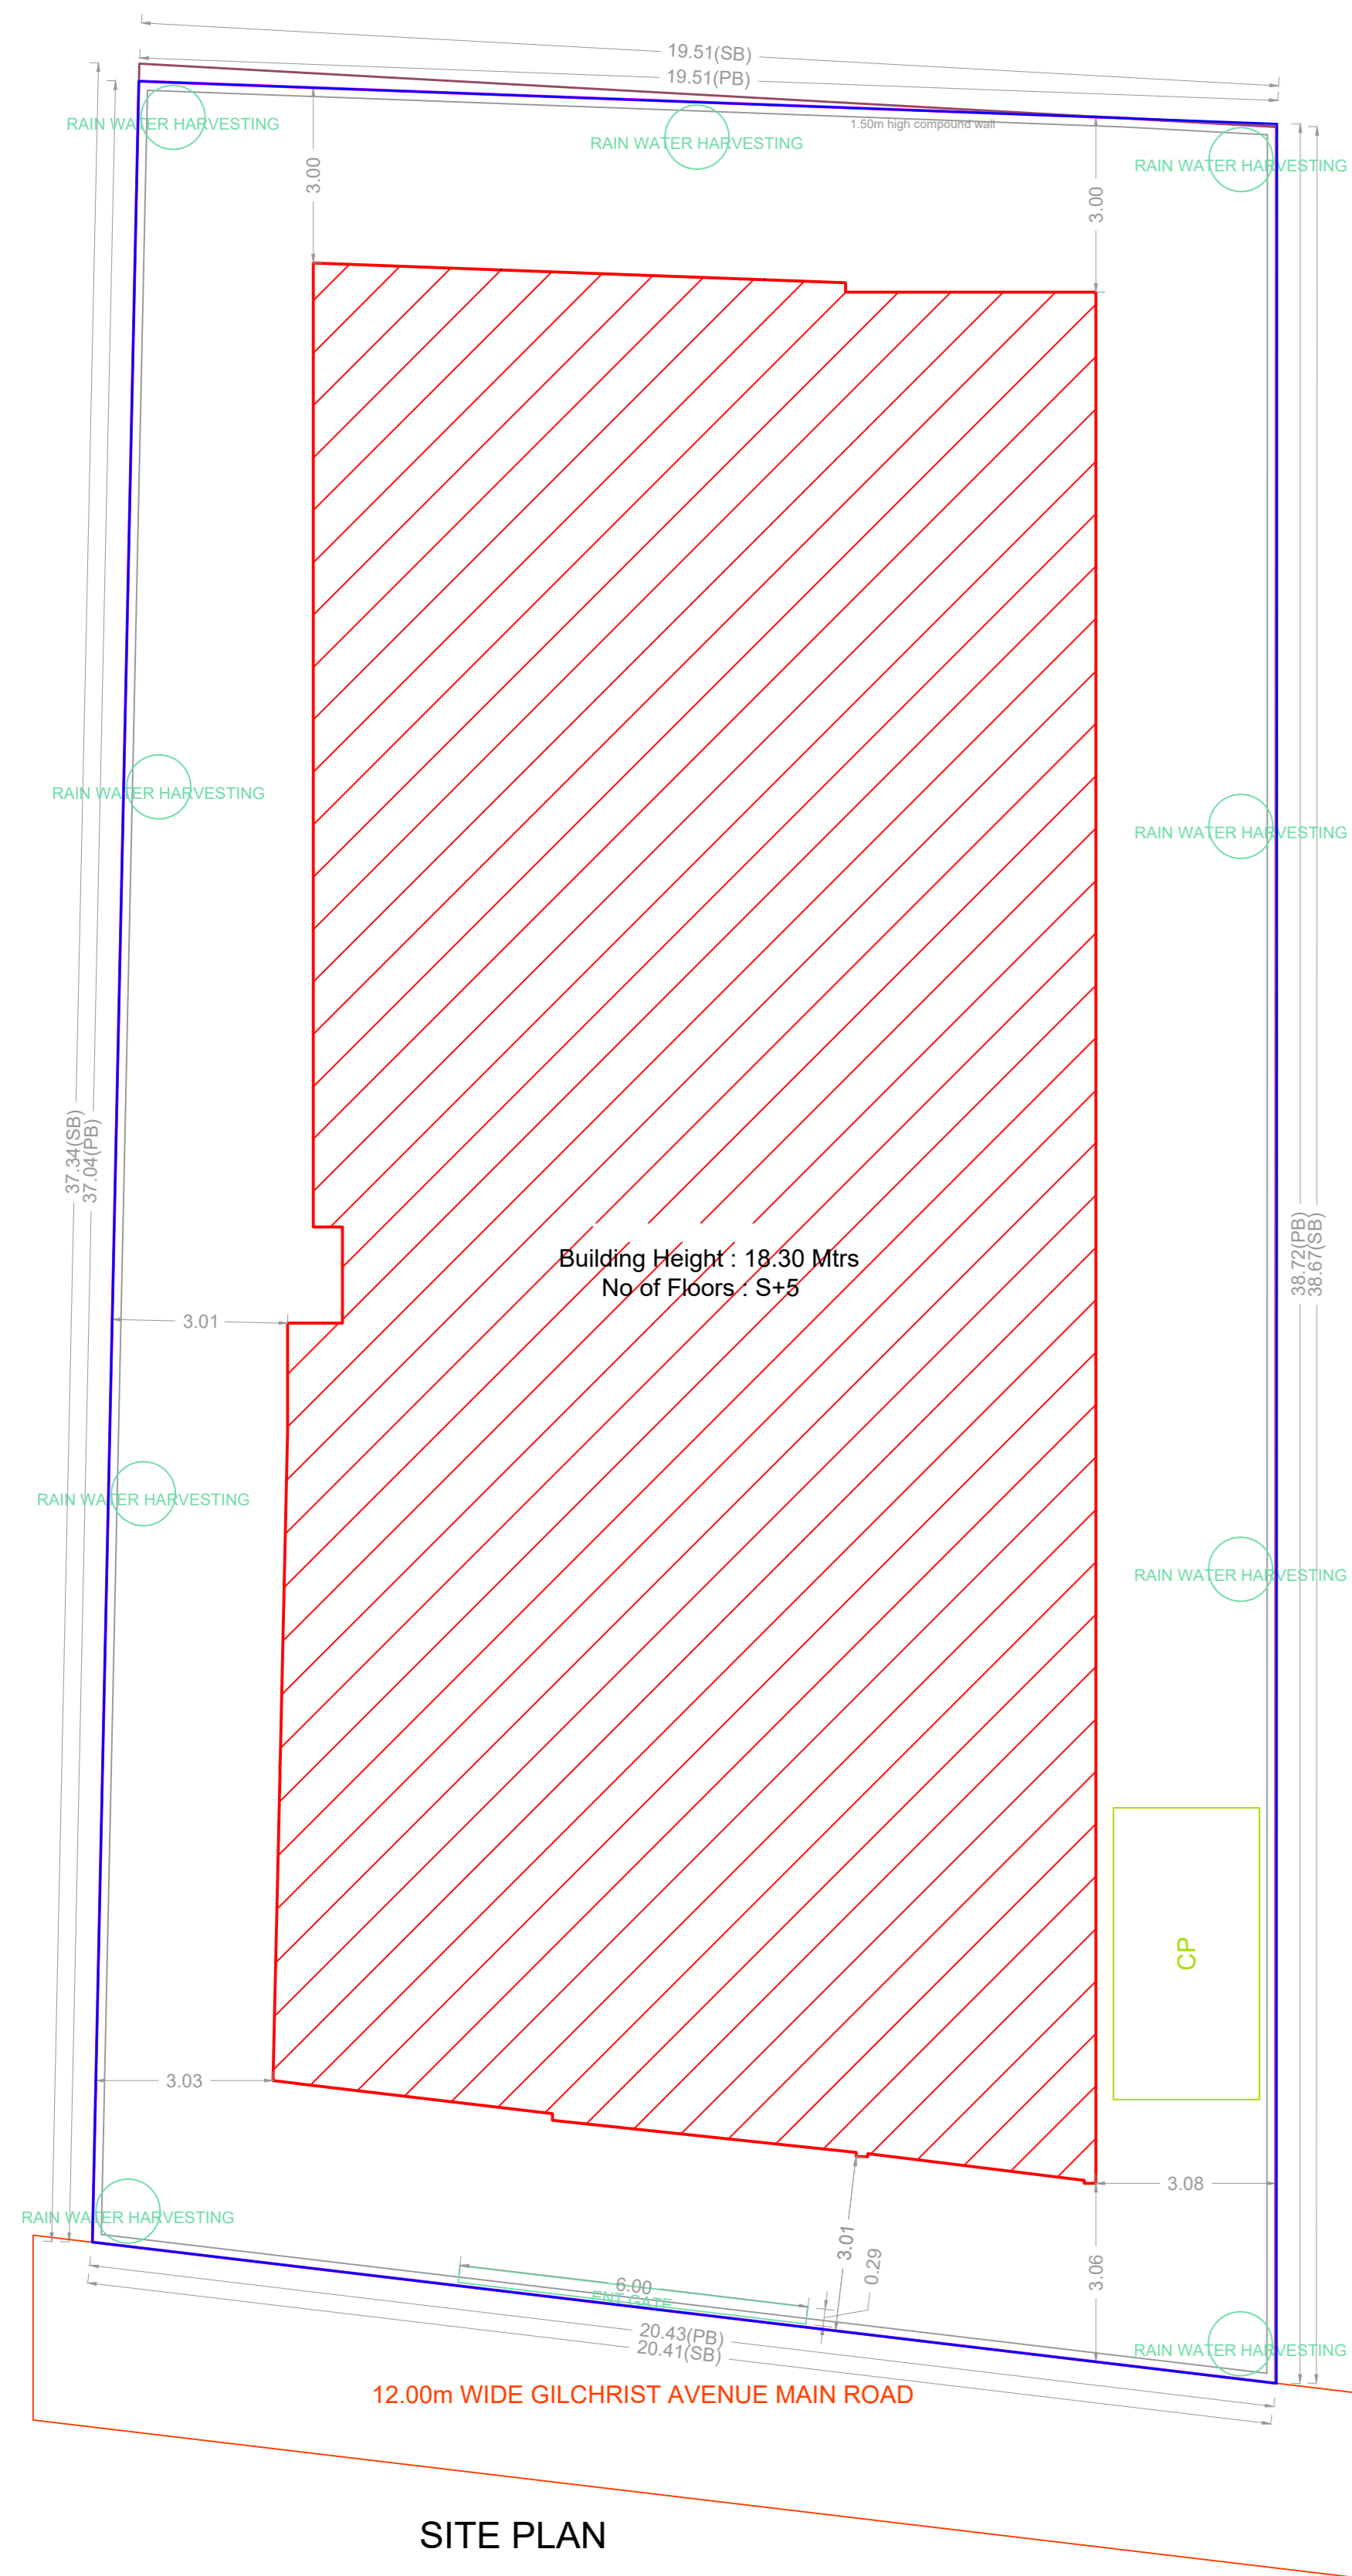 19.51(SB)
19.51(PB)
RAIN WATER HARVESTING
RAIN WATER HARVESTING
1.50m high compound wall
RAIN WATER HARVESTING
3.00
3.00
RAIN WATER HARVESTING
RAIN WATER HARVESTING
37.34(SB)
37.04(PB)
38.72(PB)
38.67(SB)
Building Height : 18.30 Mtrs
No of Floors : S+5
3.01
RAIN WATER HARVESTING
RAIN WATER HARVESTING
CP
3.03
3.08
RAIN WATER HARVESTING
3.01
0.29
3.06
6.00
ENT GATE
20.43(PB)
20.41(SB)
RAIN WATER HARVESTING
12.00m WIDE GILCHRIST AVENUE MAIN ROAD
SITE PLAN